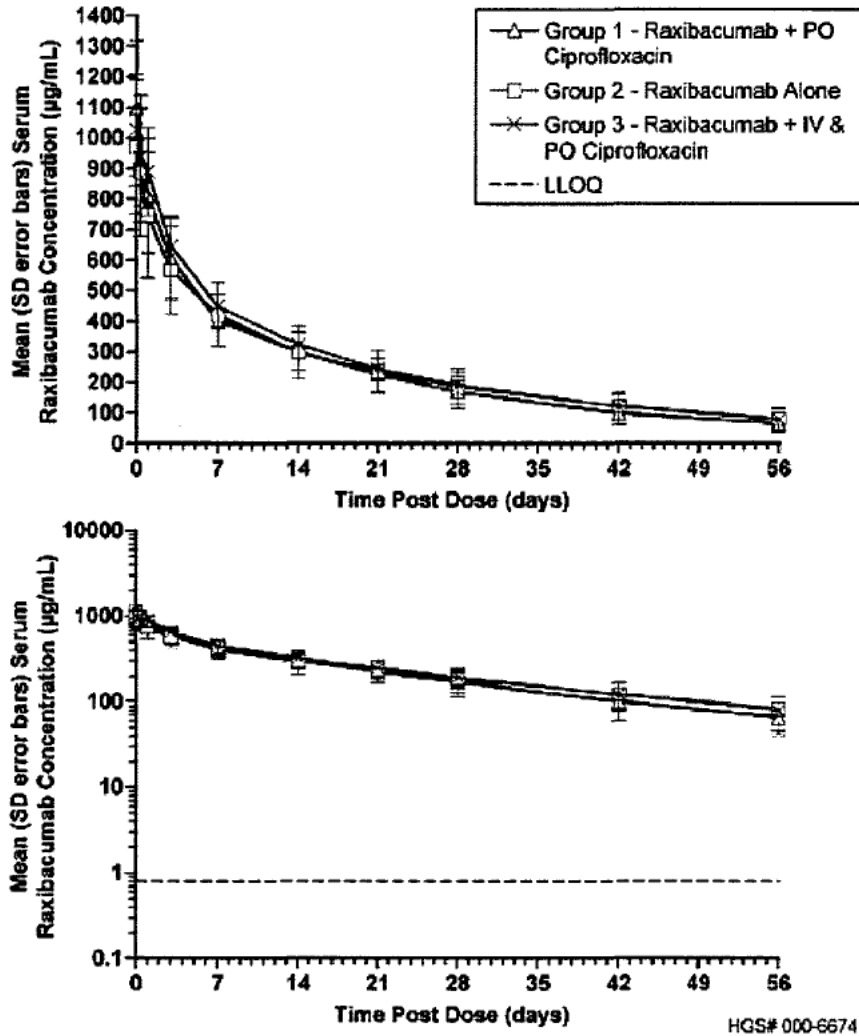 Mean (SD error bars) Serum
Raxibacumab Concentration (µg/mL)
1400
1300
1200
1100
1000
900
800
700
600
500
400
300
200
100
0
0 7 14 21 28 35 42 49 56
Time Post Dose (days)
Group 1 - Raxibacumab + PO
Ciprofloxacin
Group 2 - Raxibacumab Alone
Group 3 - Raxibacumab + IV &
PO Ciprofloxacin
LLOQ
Mean (SD error bars) Serum
Raxibacumab Concentration (µg/mL)
10000
1000
100
10
1
0.1
0 7 14 21 28 35 42 49 56
Time Post Dose (days)
HGS# 000-6674